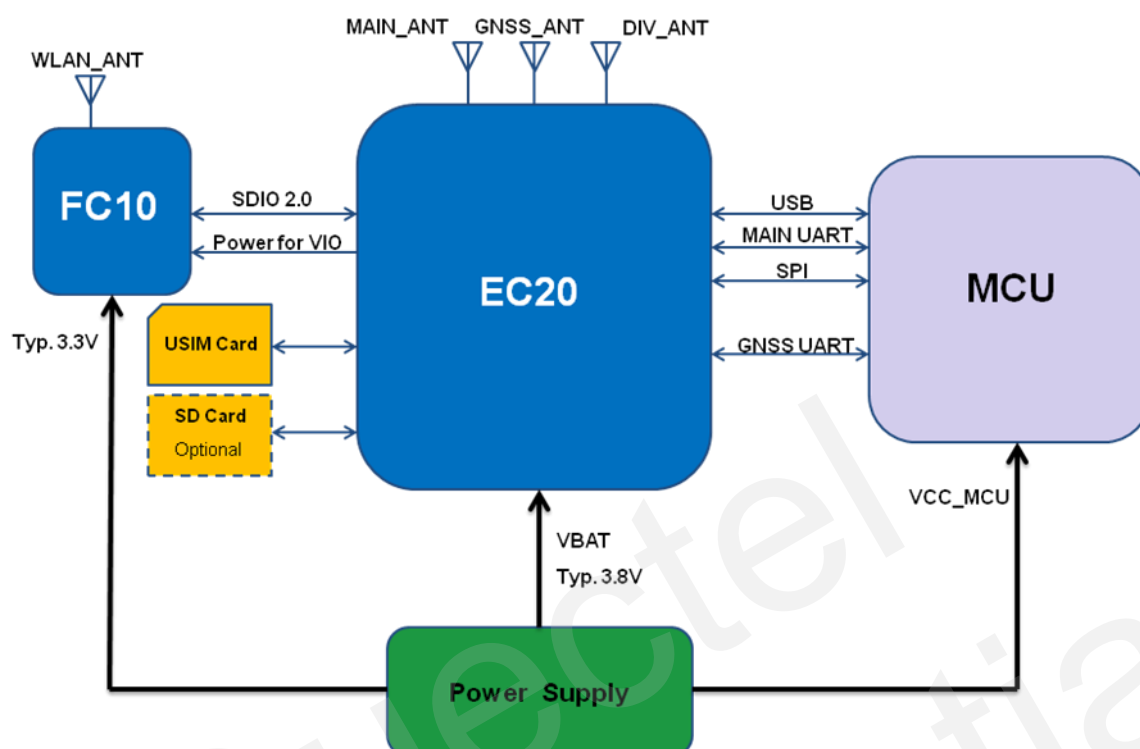 MAIN_ANT GNSS_ANT DIV_ANT
WLAN_ANT
FC10
SDIO 2.0
Power for VIO
EC20
USB
MAIN UART
SPI
GNSS UART
MCU
Typ. 3.3V
USIM Card
SD Card
Optional
VBAT
Typ. 3.8V
VCC_MCU
Power Supply